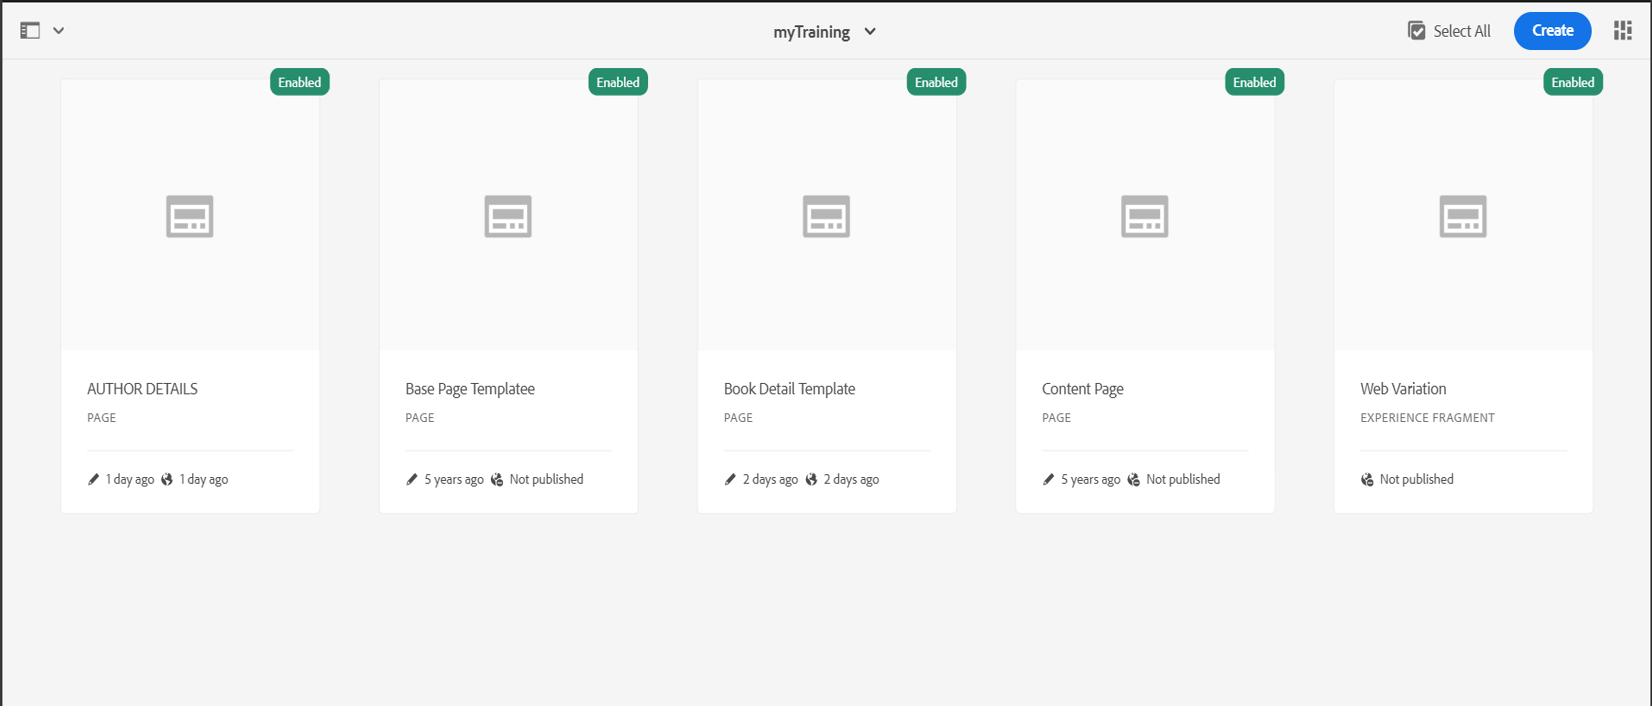 myTraining
Select All
Create
Enabled
Enabled
Enabled
Enabled
Enabled
AUTHOR DETAILS
PAGE
1 day ago 1 day ago
Base Page Templatee
PAGE
5 years ago Not published
Book Detail Template
PAGE
2 days ago 2 days ago
Content Page
PAGE
5 years ago Not published
Web Variation
EXPERIENCE FRAGMENT
Not published